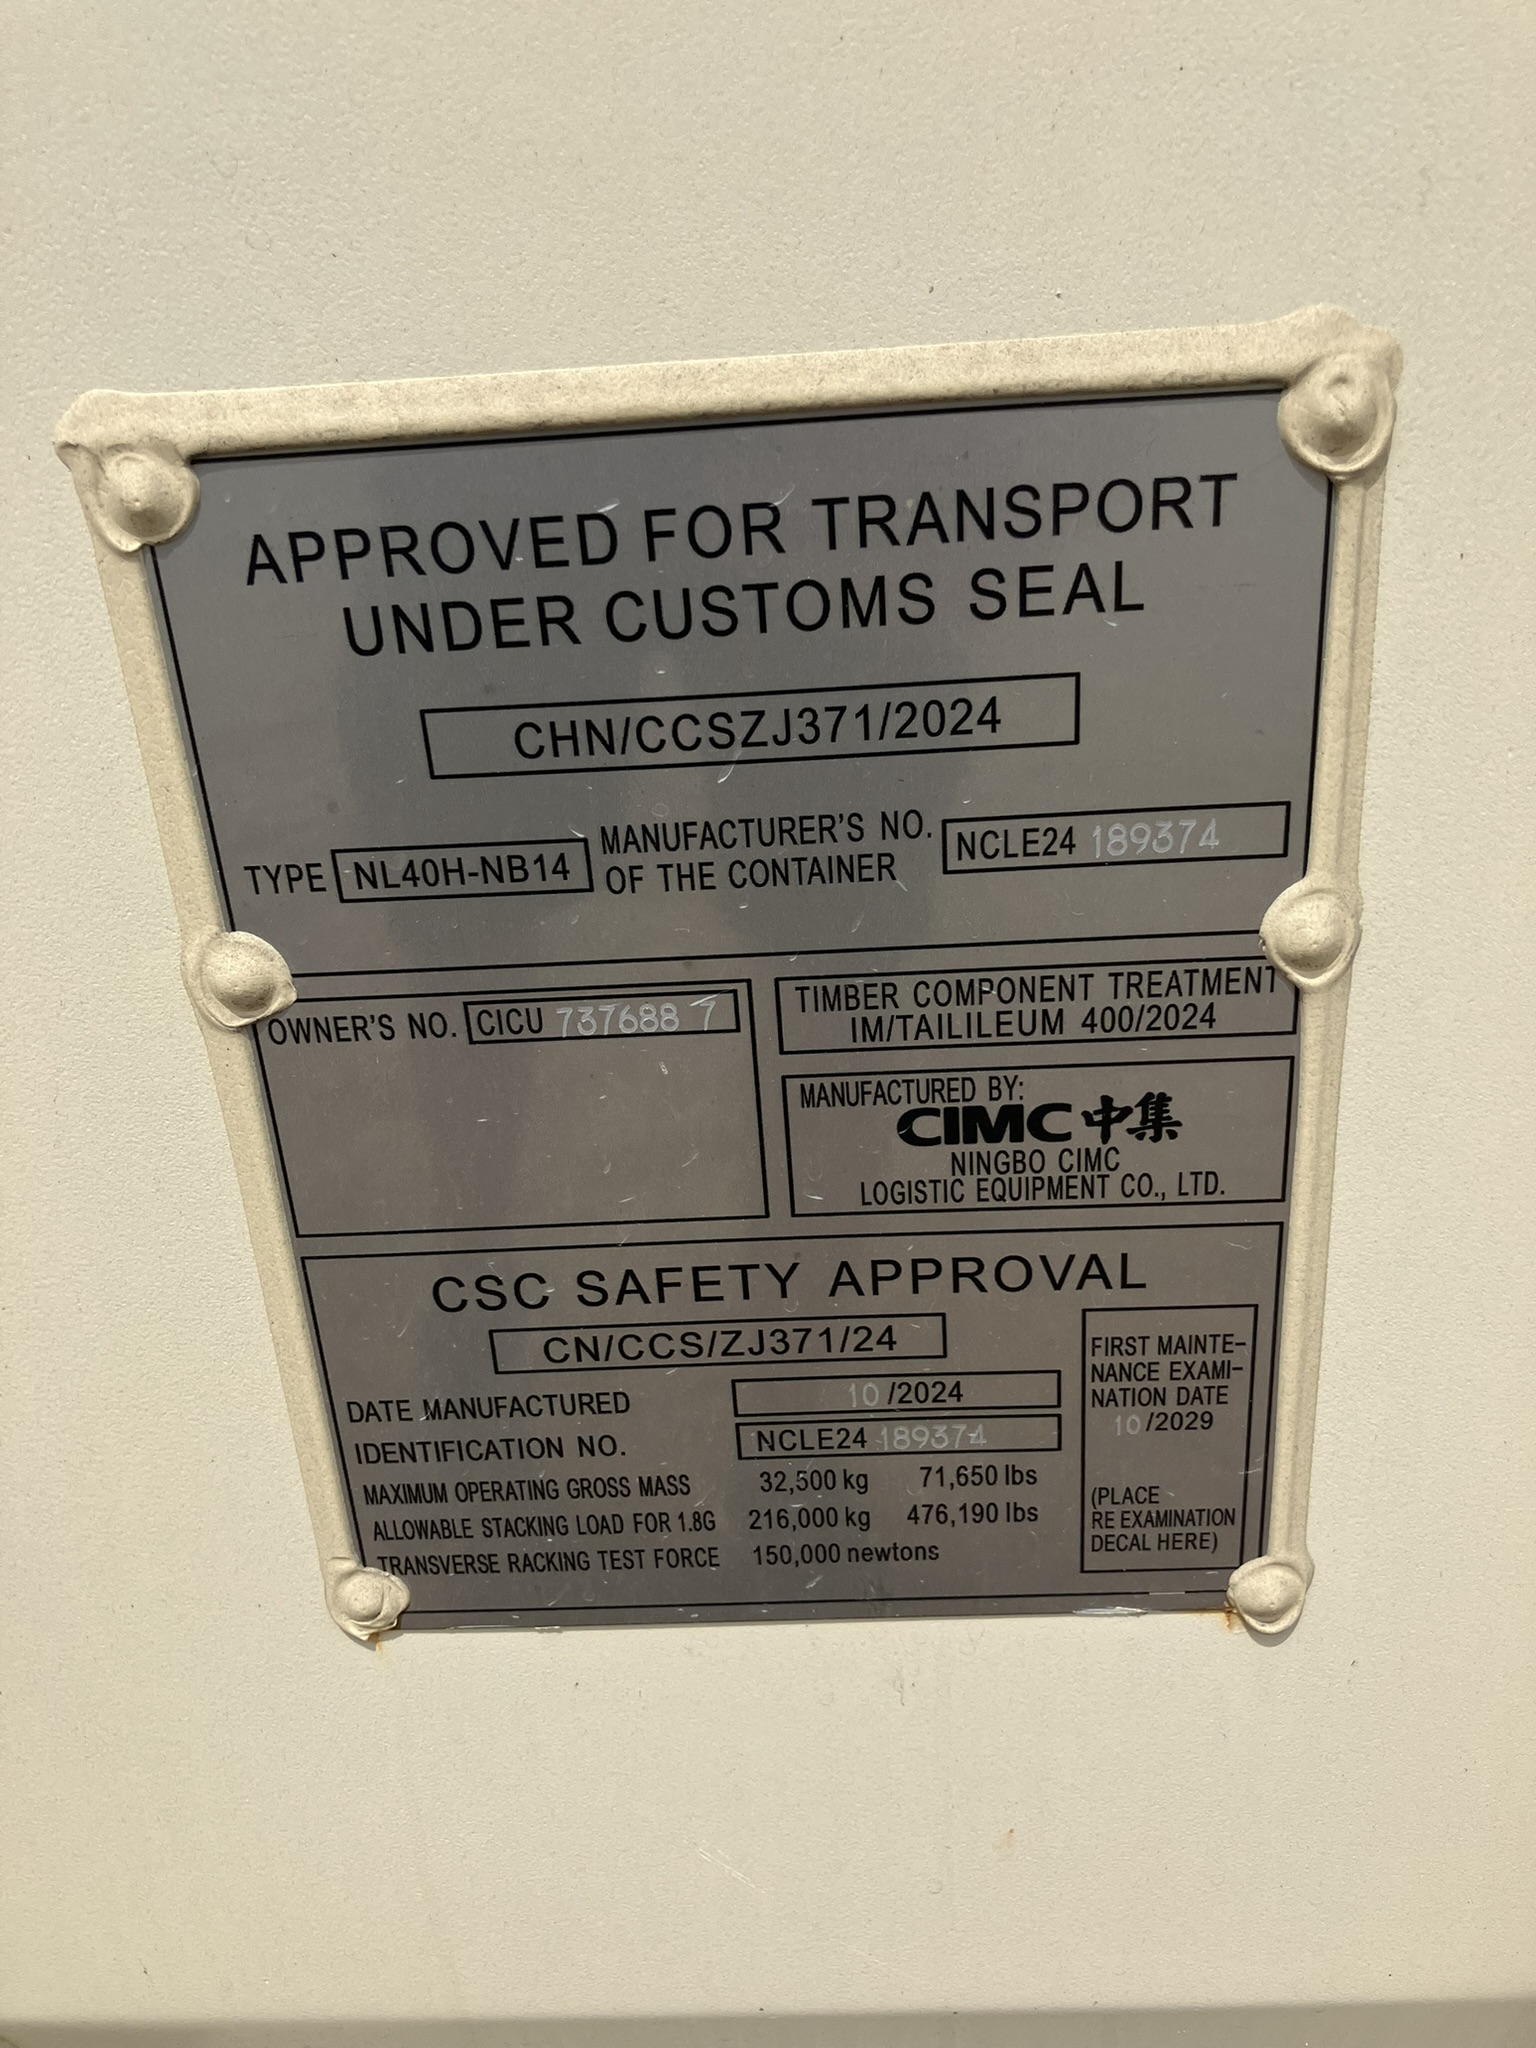 APPROVED FOR TRANSPORT
UNDER CUSTOMS SEAL
CHN/CCSZJ371/2024
TYPE NL40H-NB14
MANUFACTURER'S NO.
OF THE CONTAINER
NCLE24 189374
OWNER'S NO. CICU 737688 7
TIMBER COMPONENT TREATMENT
IM/TAILILEUM 400/2024
MANUFACTURED BY:
CIMC中集
NINGBO CIMC
LOGISTIC EQUIPMENT CO., LTD.
CSC SAFETY APPROVAL
CN/CCS/ZJ371/24
DATE MANUFACTURED 10/2024
IDENTIFICATION NO. NCLE24 189374
MAXIMUM OPERATING GROSS MASS 32,500 kg 71,650 lbs
ALLOWABLE STACKING LOAD FOR 1.8G 216,000 kg 476,190 lbs
TRANSVERSE RACKING TEST FORCE 150,000 newtons
FIRST MAINTE-
NANCE EXAMI-
NATION DATE
10/2029
(PLACE
RE EXAMINATION
DECAL HERE)